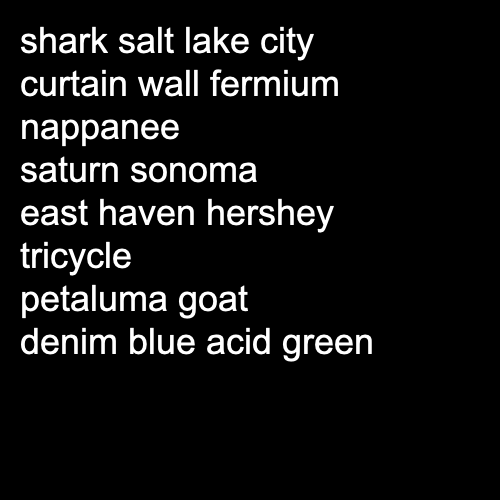 shark salt lake city
curtain wall fermium
nappanee
saturn sonoma
east haven hershey
tricycle
petaluma goat
denim blue acid green